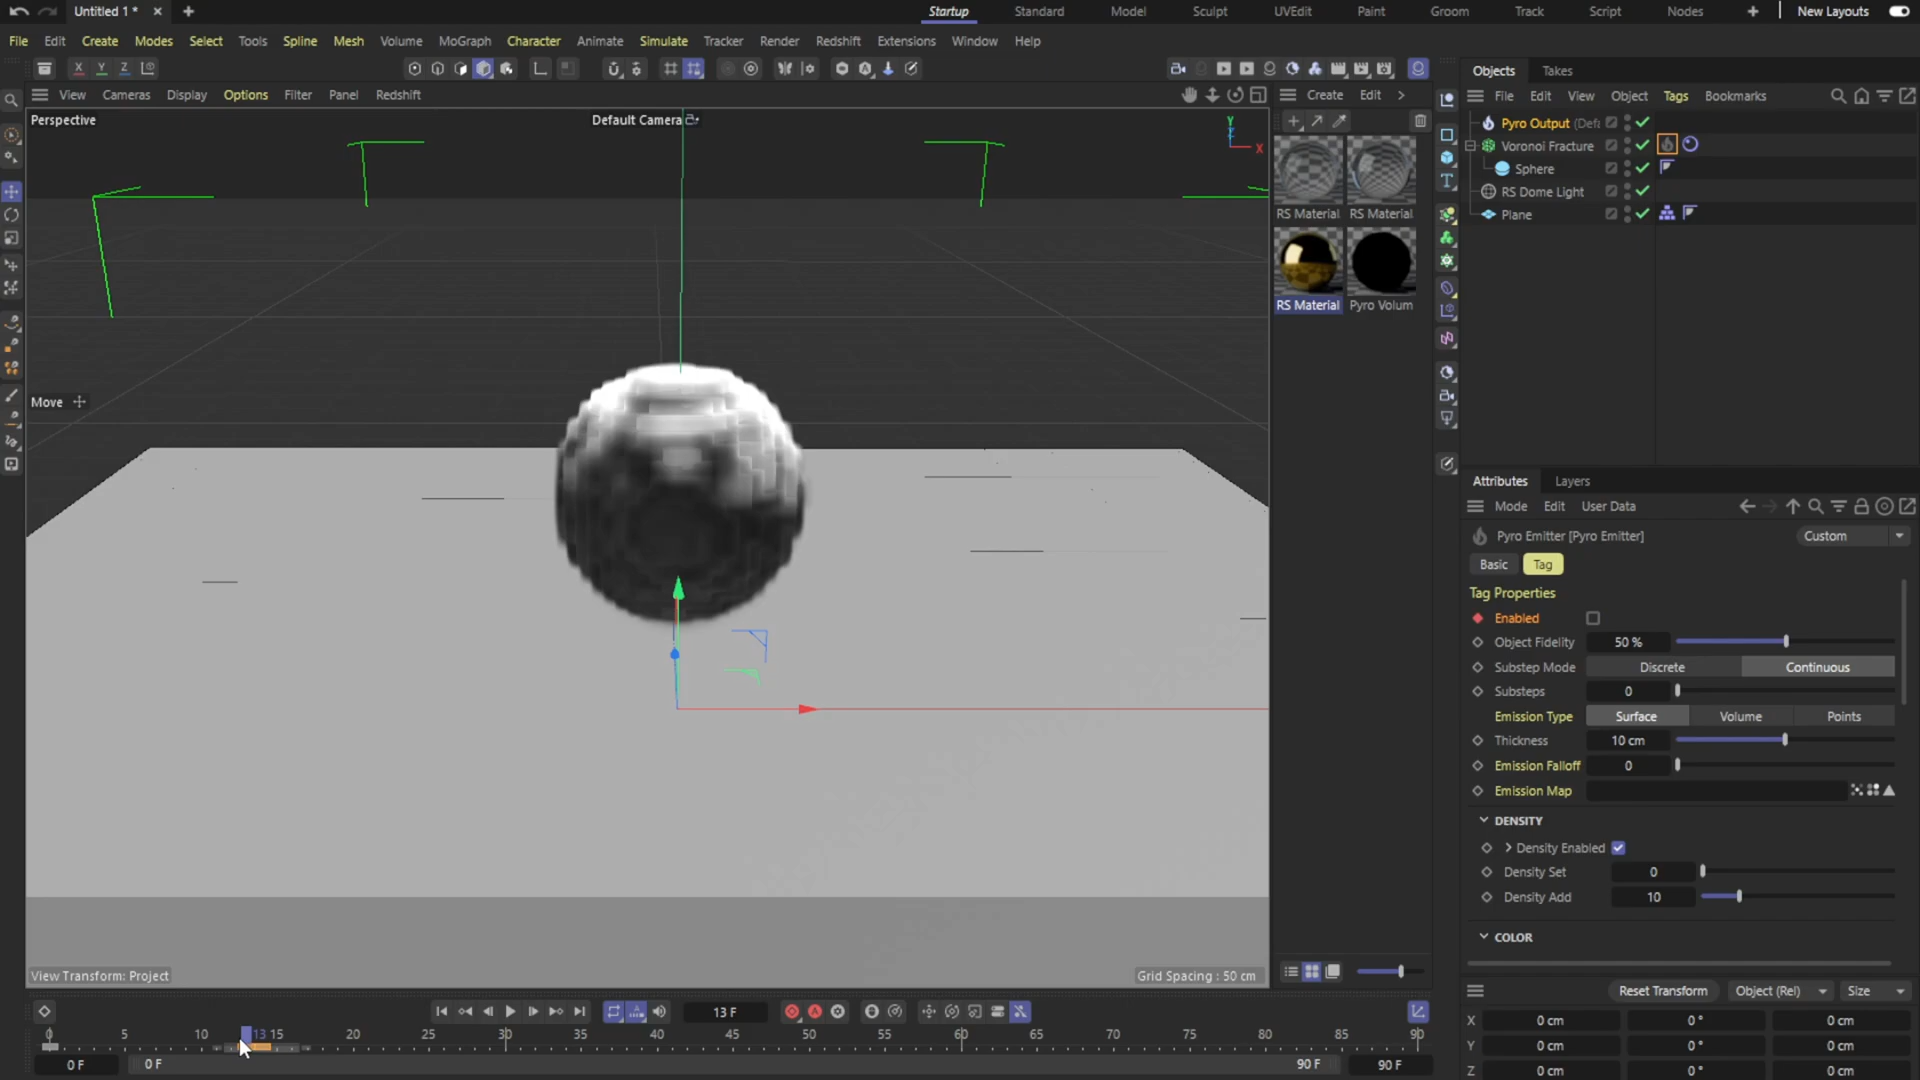 Untitled 1 *
Startup
Standard
Model
Sculpt
UVEdit
Paint
Groom
Track
Script
Nodes
New Layouts
File Edit Create Modes Select Tools Spline Mesh Volume MoGraph Character Animate Simulate Tracker Render Redshift Extensions Window Help
X Y Z
View Cameras Display Options Filter Panel Redshift
Perspective
Default Camera
Y
Z
X
Move
View Transform: Project
Grid Spacing : 50 cm
Create Edit
RS Material RS Material
RS Material Pyro Volum
Objects Takes
File Edit View Object Tags Bookmarks
Pyro Output (Def
Voronoi Fracture
Sphere
RS Dome Light
Plane
Attributes Layers
Mode Edit User Data
Pyro Emitter [Pyro Emitter]
Custom
Basic Tag
Tag Properties
Enabled
Object Fidelity 50 %
Substep Mode Discrete Continuous
Substeps 0
Emission Type Surface Volume Points
Thickness 10 cm
Emission Falloff 0
Emission Map
DENSITY
Density Enabled
Density Set 0
Density Add 10
COLOR
Reset Transform Object (Rel) Size
X 0 cm 0 ° 0 cm
Y 0 cm 0 ° 0 cm
Z 0 cm 0 ° 0 cm
13 F
0 5 10 13 15 20 25 30 35 40 45 50 55 60 65 70 75 80 85 90
0 F 0 F 90 F 90 F